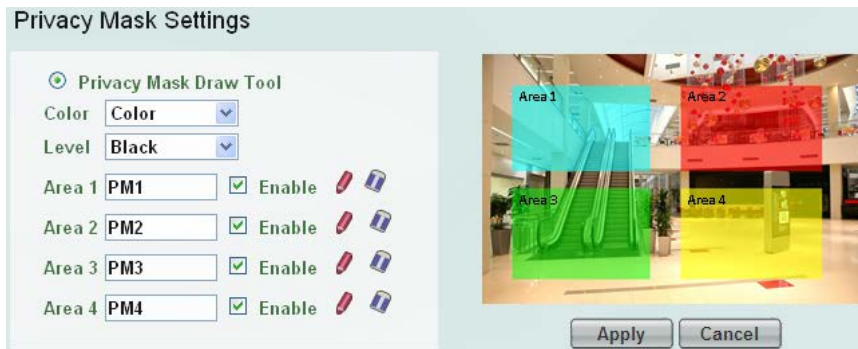 Privacy Mask Settings
Privacy Mask Draw Tool
Color Color
Level Black
Area 1 PM1 Enable
Area 2 PM2 Enable
Area 3 PM3 Enable
Area 4 PM4 Enable
Area 1 Area 2
Area 3 Area 4
Apply Cancel